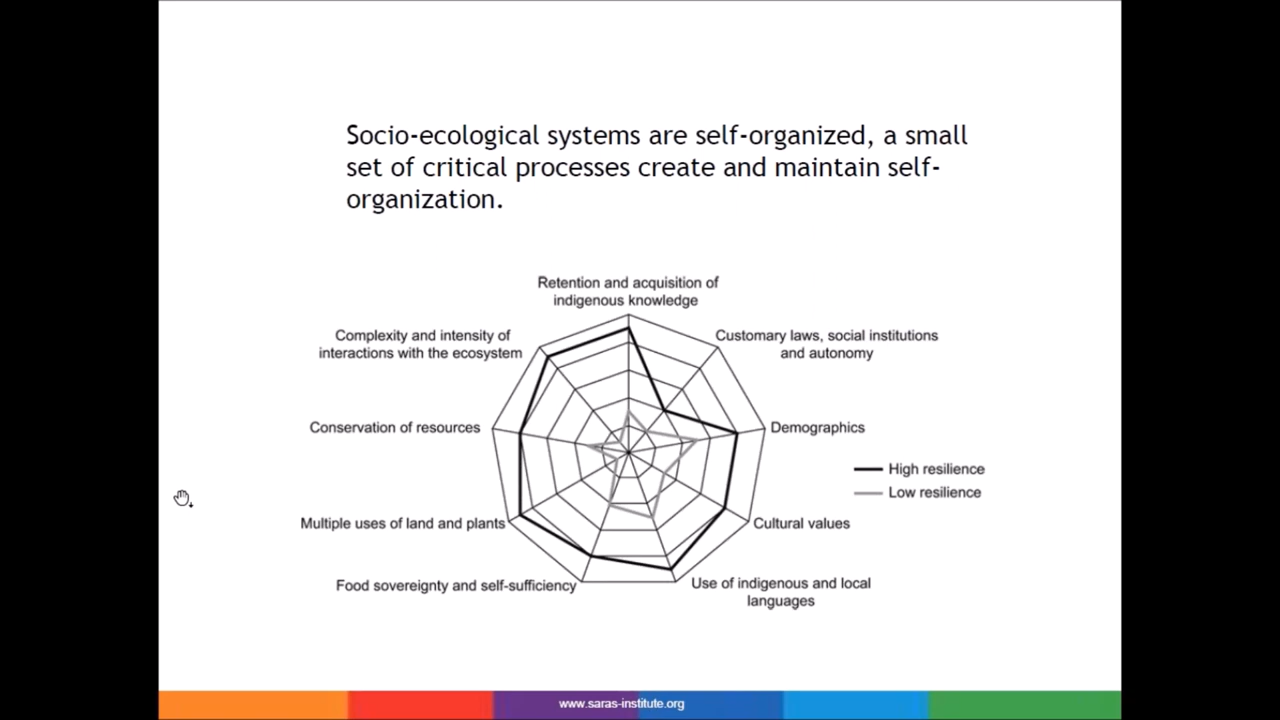 Socio-ecological systems are self-organized, a small
set of critical processes create and maintain self-
organization.
Retention and acquisition of
indigenous knowledge
Complexity and intensity of
interactions with the ecosystem
Customary laws, social institutions
and autonomy
Conservation of resources
Demographics
High resilience
Low resilience
Multiple uses of land and plants
Cultural values
Food sovereignty and self-sufficiency
Use of indigenous and local
languages
www.saras-institute.org